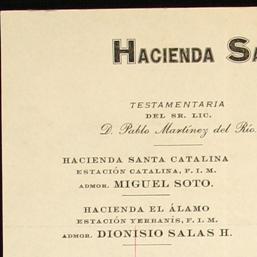 HACIENDA SA
TESTAMENTARIA
DEL SR. LIC.
D. Pablo Martínez del Río.
HACIENDA SANTA CATALINA
ESTACIÓN CATALINA, F. I. M.
ADMOR. MIGUEL SOTO.
HACIENDA EL ÁLAMO
ESTACIÓN YERBANÍS, F. I. M.
ADMOR. DIONISIO SALAS H.